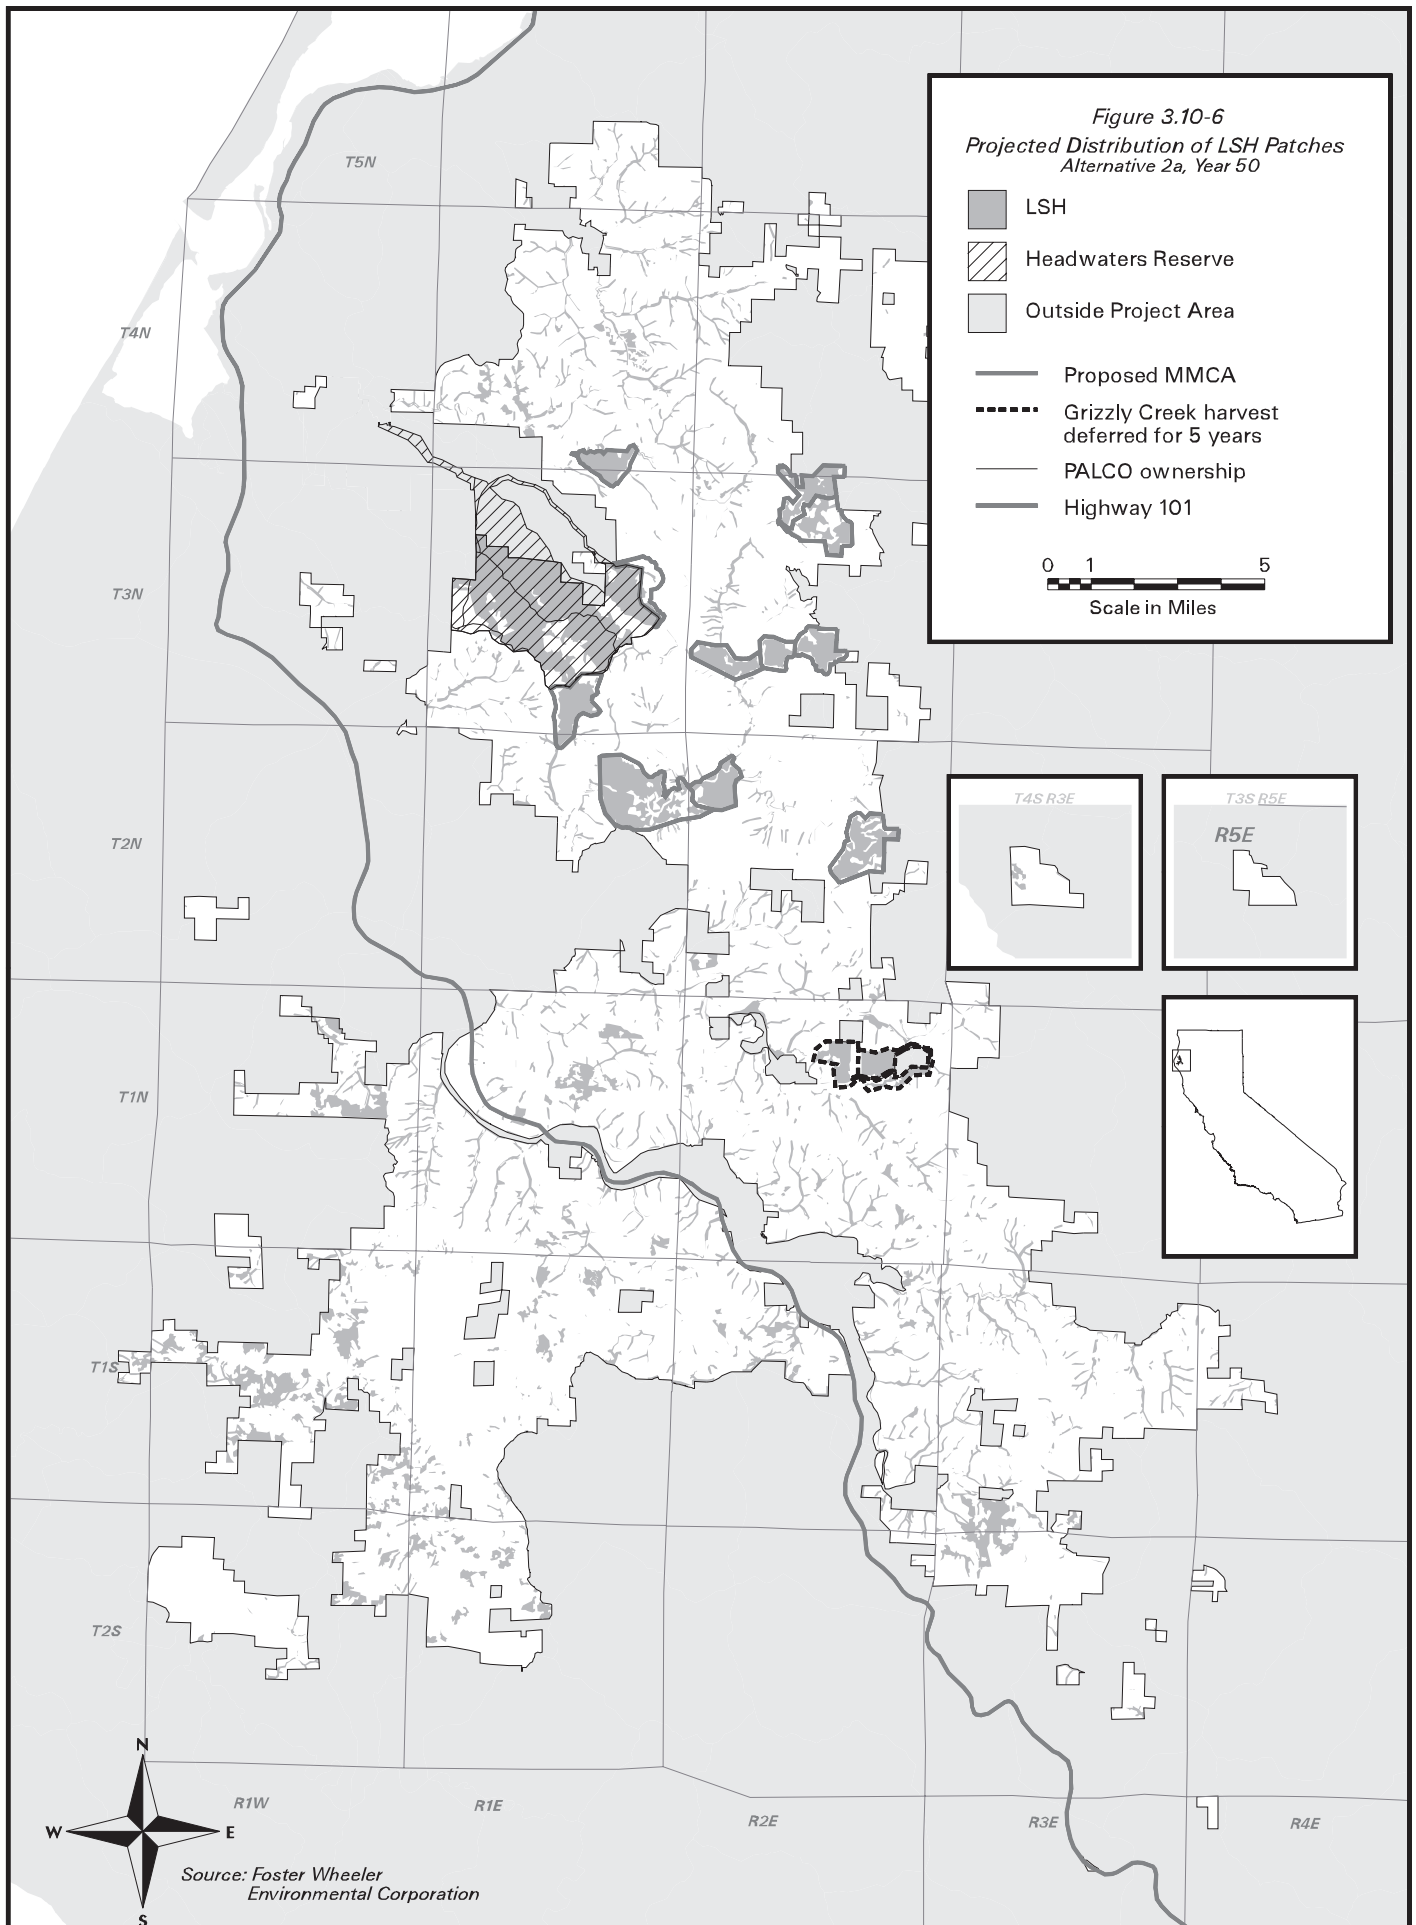 Figure 3.10-6
Projected Distribution of LSH Patches
Alternative 2a, Year 50
LSH
Headwaters Reserve
Outside Project Area
Proposed MMCA
Grizzly Creek harvest
deferred for 5 years
PALCO ownership
Highway 101
0 1 5
Scale in Miles
T5N
T4N
T3N
T2N
T4S R3E
T3S R5E
R5E
T1N
T1S
T2S
N
W E
S
R1W
R1E
R2E
R3E
R4E
Source: Foster Wheeler
Environmental Corporation